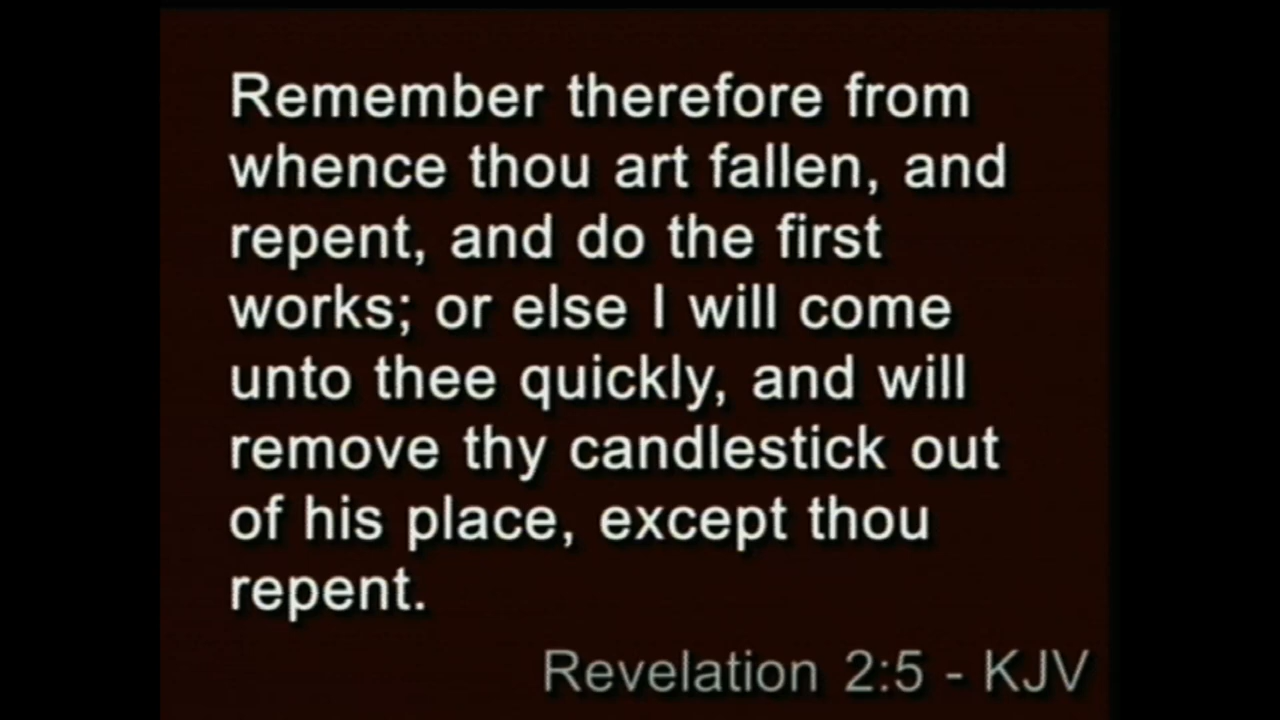 Remember therefore from
whence thou art fallen, and
repent, and do the first
works; or else I will come
unto thee quickly, and will
remove thy candlestick out
of his place, except thou
repent.
Revelation 2:5 - KJV